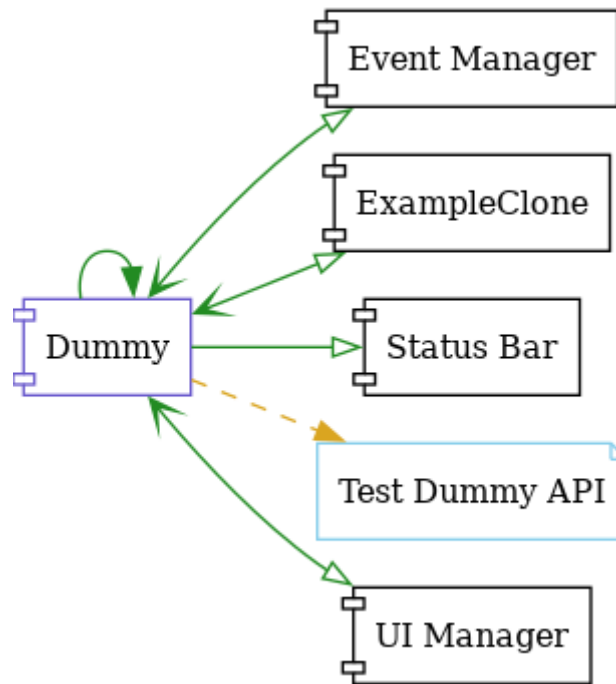 Event Manager
ExampleClone
Dummy
Status Bar
Test Dummy API
UI Manager